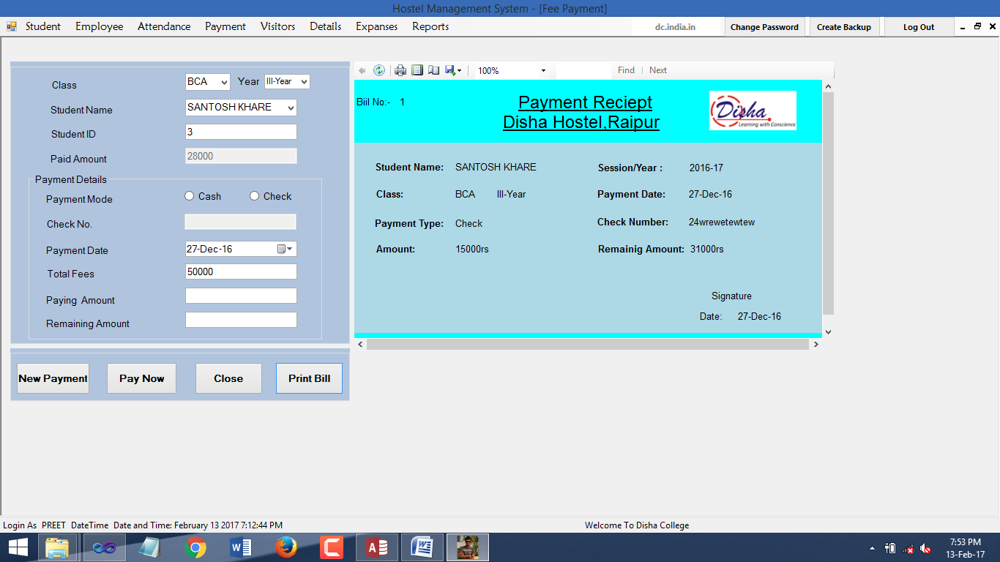 Hostel Management System - [Fee Payment]
Student Employee Attendance Payment Visitors Details Expanses Reports dc.india.in Change Password Create Backup Log Out
Class BCA Year III-Year
Student Name SANTOSH KHARE
Student ID 3
Paid Amount 28000
Payment Details
Payment Mode Cash Check
Check No.
Payment Date 27-Dec-16
Total Fees 50000
Paying Amount
Remaining Amount
New Payment Pay Now Close Print Bill
100% Find | Next
Biil No:- 1
Payment Reciept
Disha Hostel,Raipur
Disha
Learning with Conscience
Student Name: SANTOSH KHARE Session/Year : 2016-17
Class: BCA III-Year Payment Date: 27-Dec-16
Payment Type: Check Check Number: 24wrewetewtew
Amount: 15000rs Remainig Amount: 31000rs
Signature
Date: 27-Dec-16
Login As PREET DateTime Date and Time: February 13 2017 7:12:44 PM Welcome To Disha College
7:53 PM
13-Feb-17